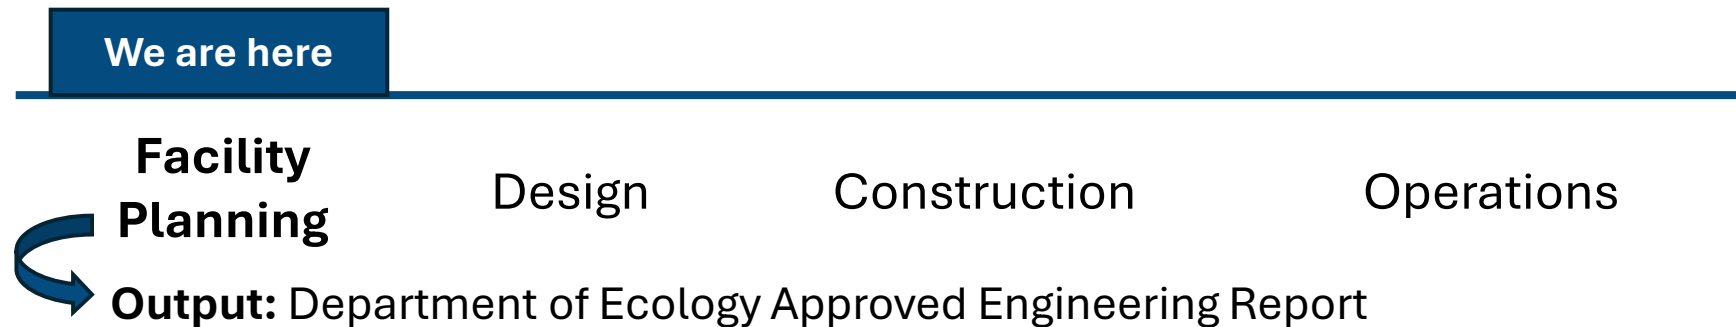 We are here
Facility
Planning
Design
Construction
Operations
Output: Department of Ecology Approved Engineering Report